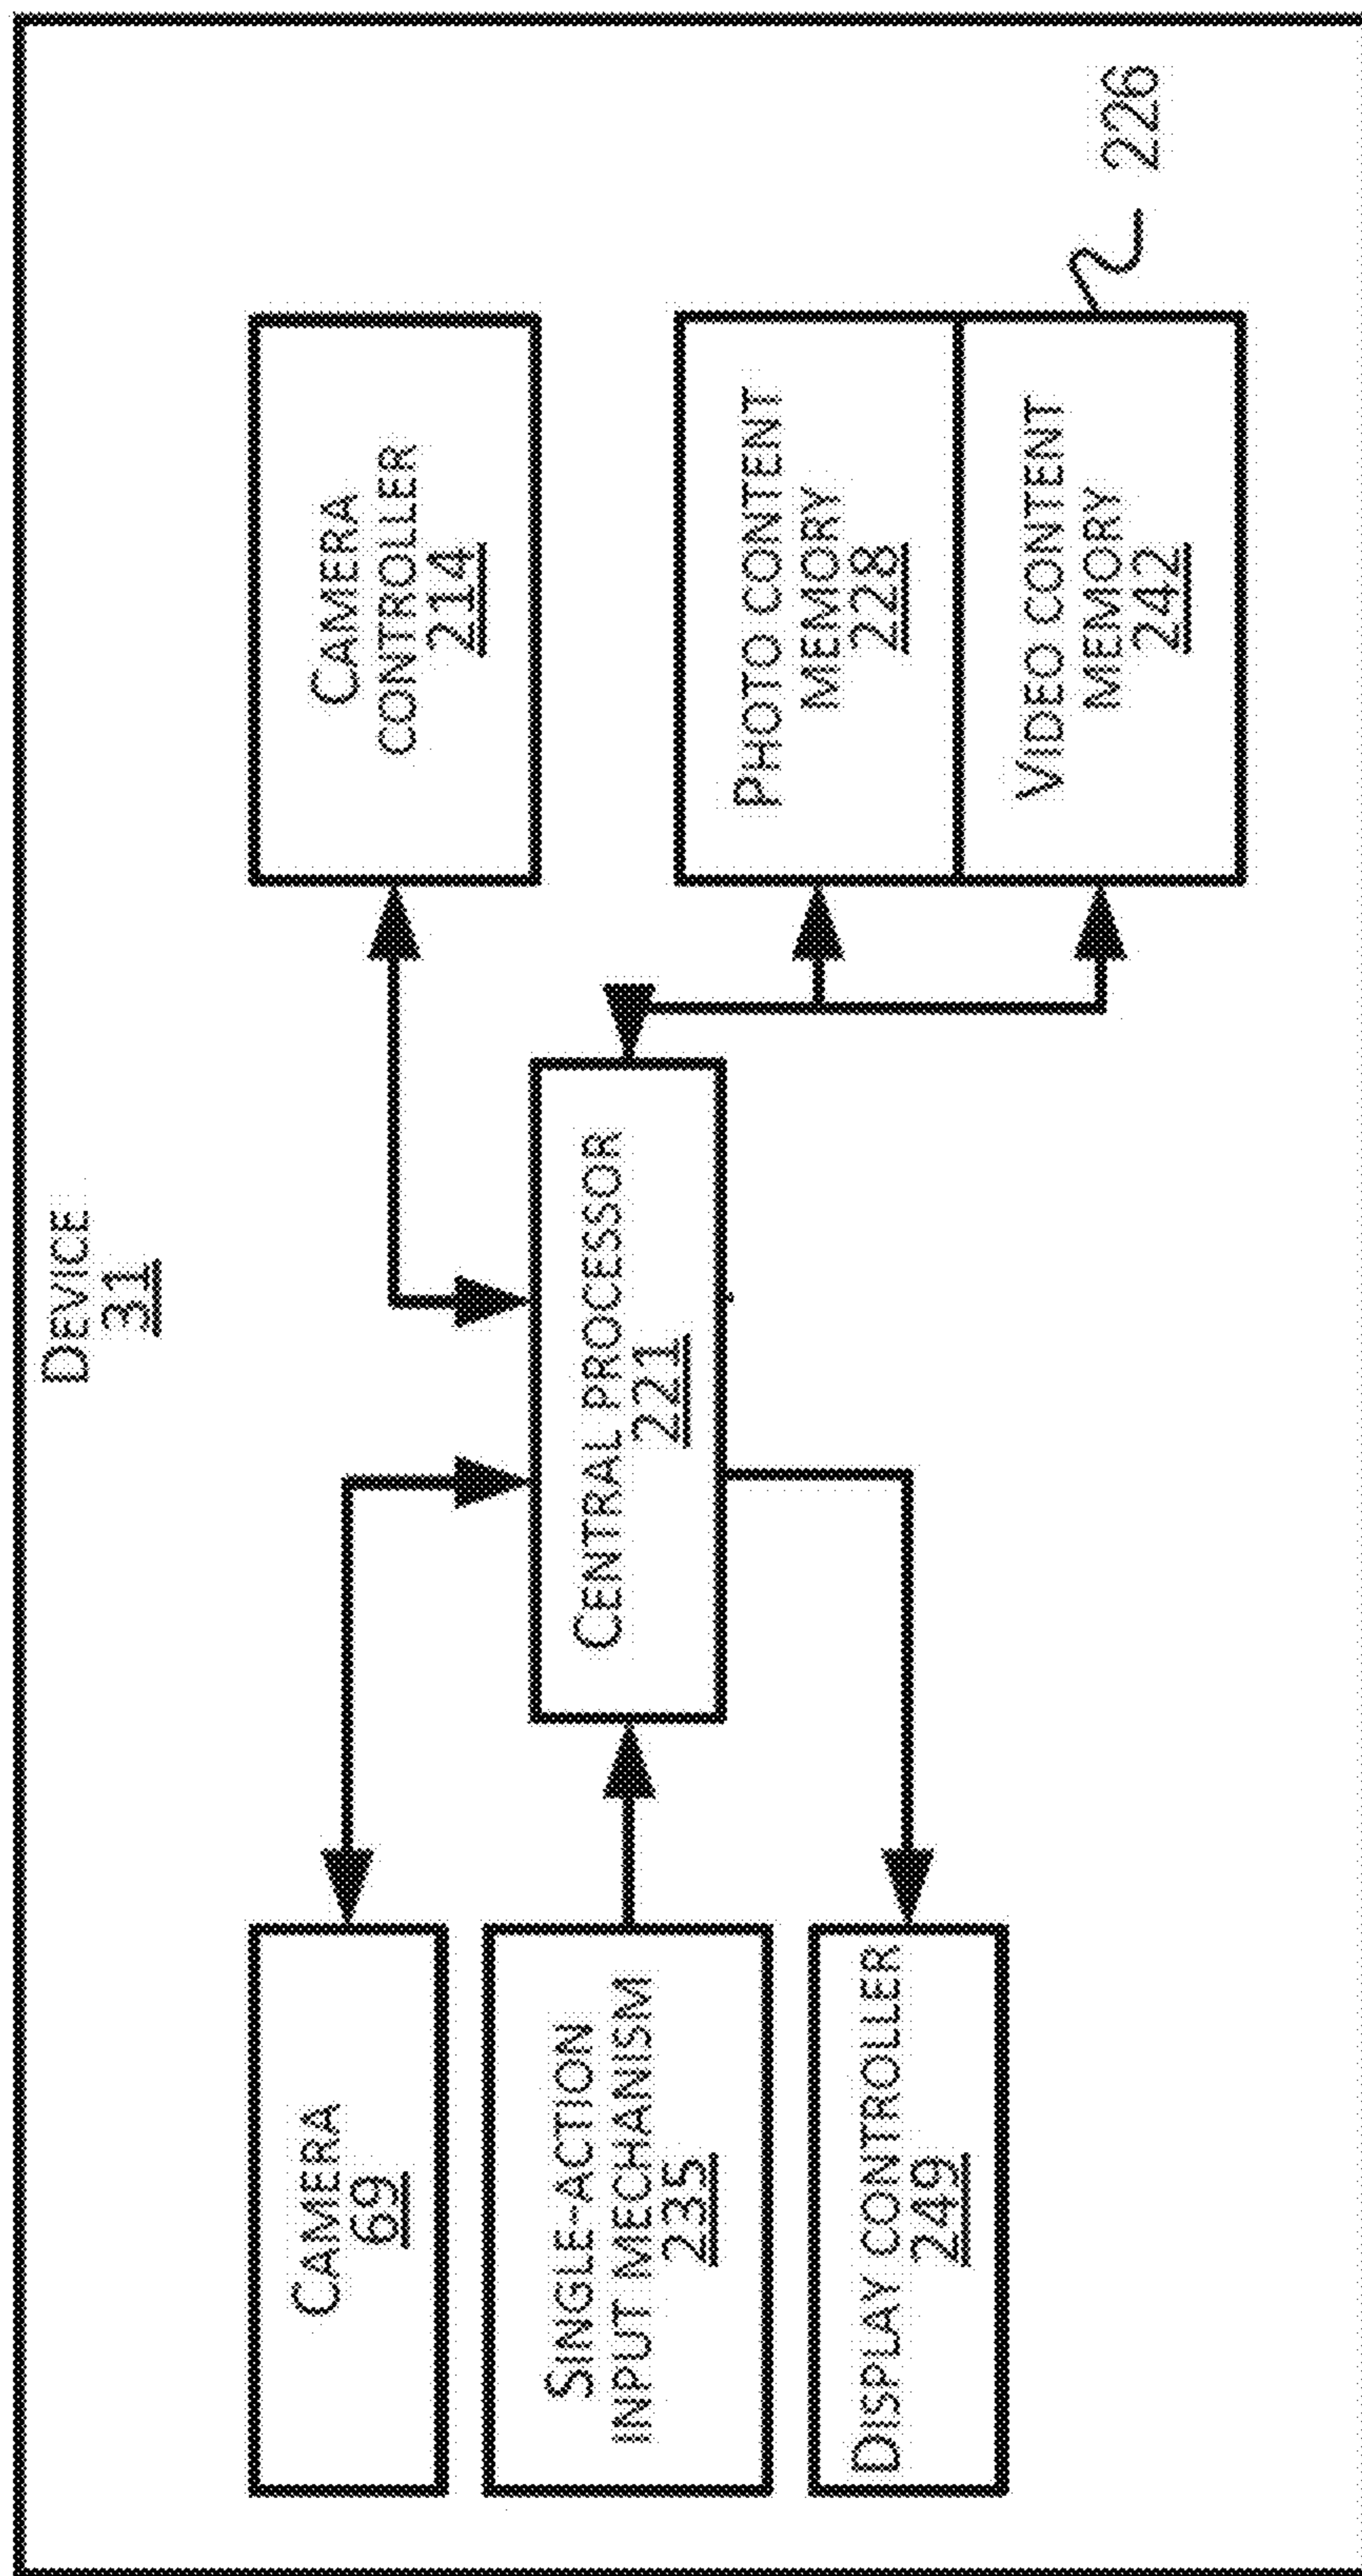 DEVICE
31
CAMERA
69
SINGLE-ACTION
INPUT MECHANISM
235
DISPLAY CONTROLLER
249
CENTRAL PROCESSOR
221
CAMERA
CONTROLLER
214
PHOTO CONTENT
MEMORY
228
VIDEO CONTENT
MEMORY
242
226